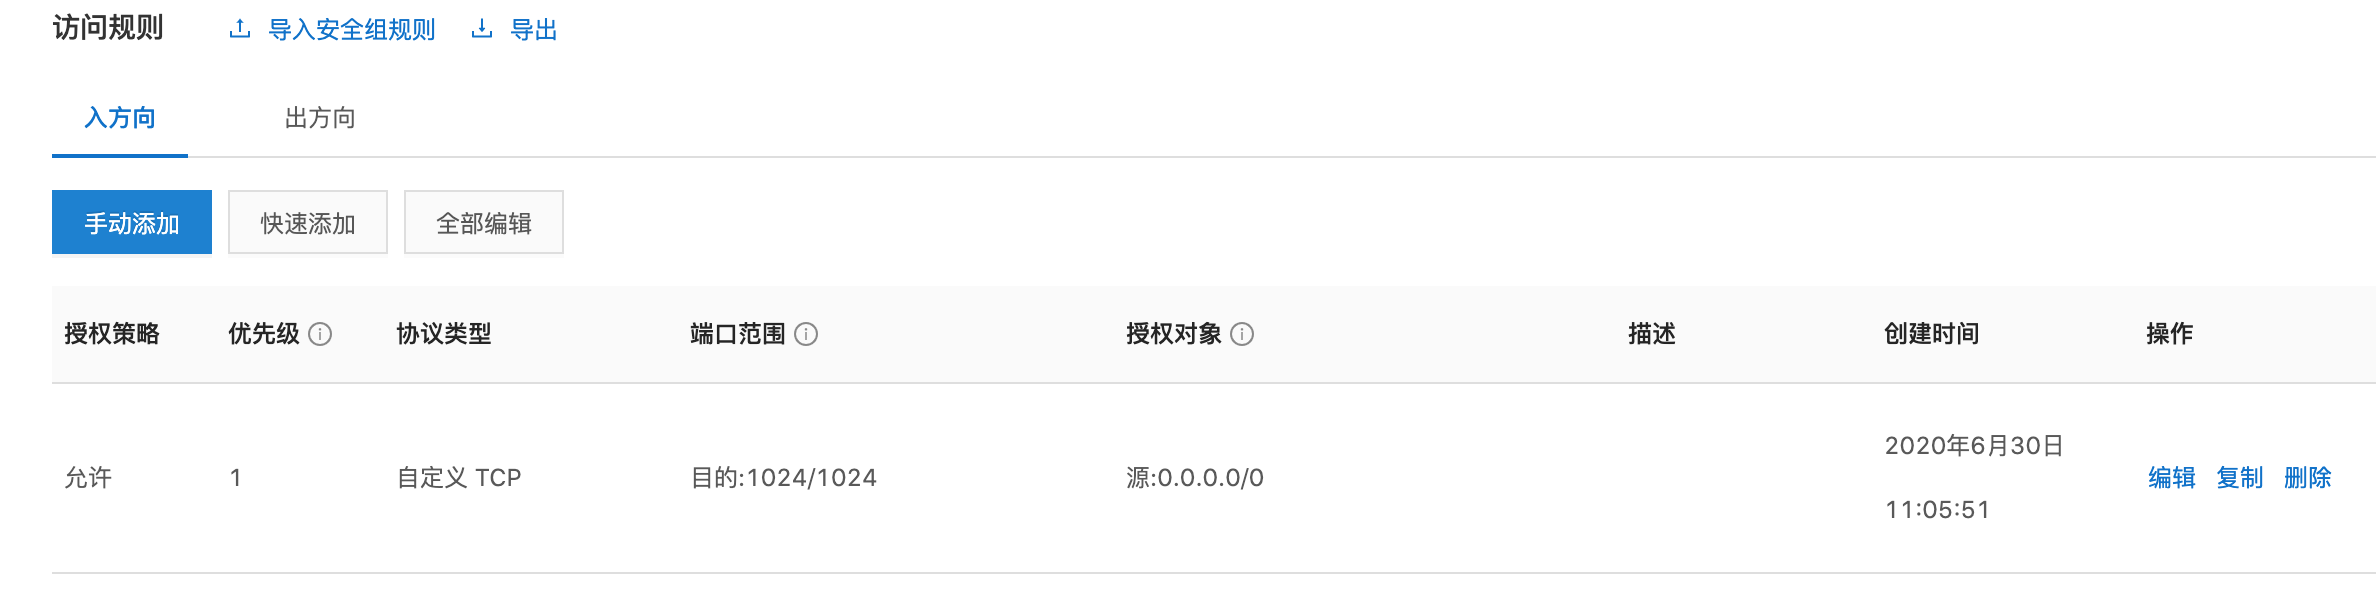 访问规则 导入安全组规则 导出
入方向 出方向
手动添加 快速添加 全部编辑
授权策略 优先级 协议类型 端口范围 授权对象 描述 创建时间 操作
允许 1 自定义 TCP 目的:1024/1024 源:0.0.0.0/0 2020年6月30日 11:05:51 编辑 复制 删除